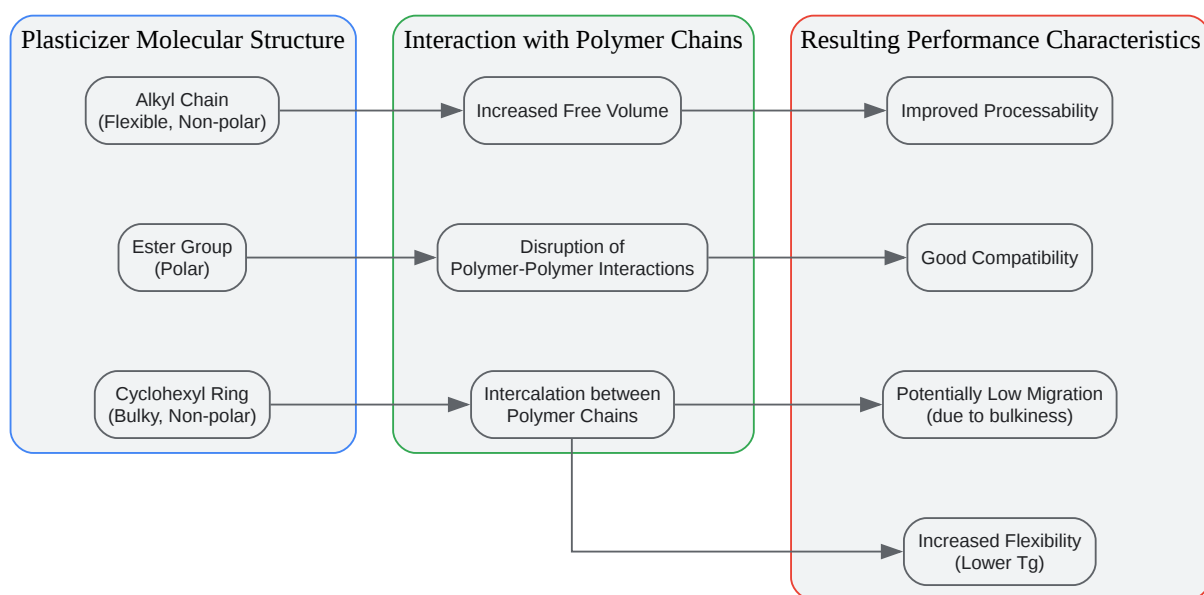 Plasticizer Molecular Structure
Interaction with Polymer Chains
Resulting Performance Characteristics
Alkyl Chain
(Flexible, Non-polar)
Increased Free Volume
Improved Processability
Ester Group
(Polar)
Disruption of
Polymer-Polymer Interactions
Good Compatibility
Cyclohexyl Ring
(Bulky, Non-polar)
Intercalation between
Polymer Chains
Potentially Low Migration
(due to bulkiness)
Increased Flexibility
(Lower Tg)